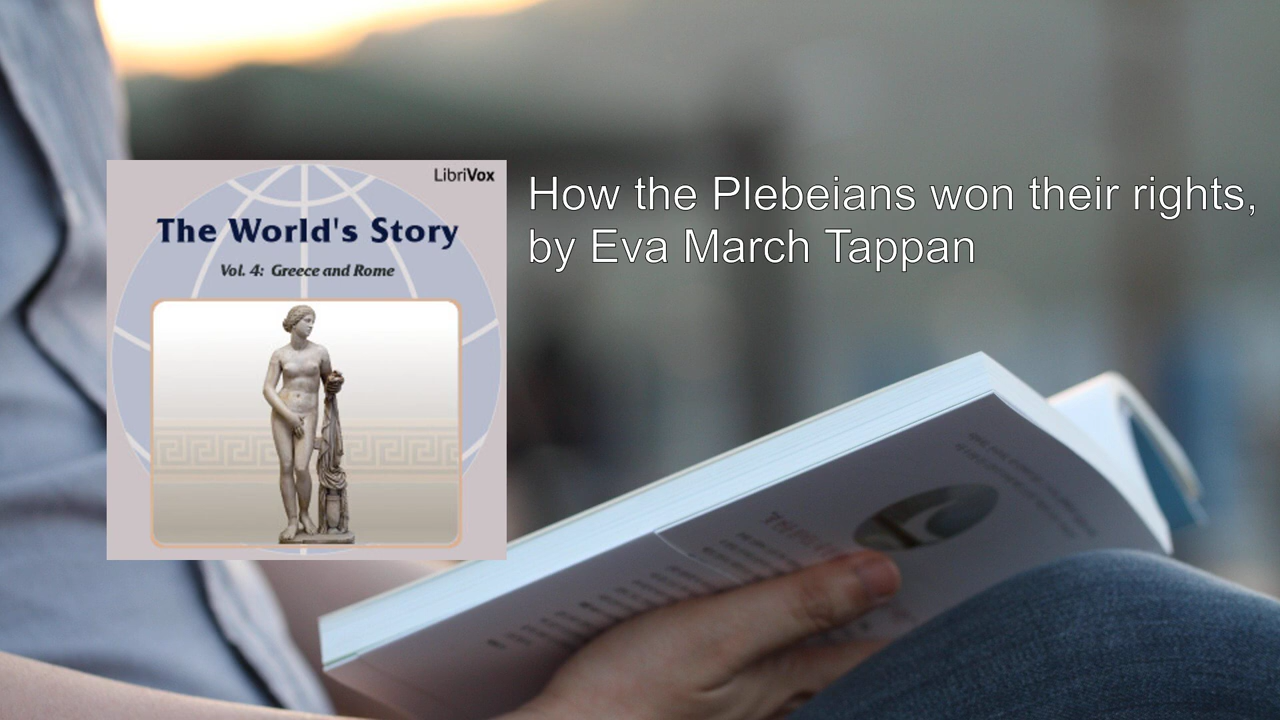 LibriVox
The World's Story
Vol. 4: Greece and Rome
How the Plebeians won their rights,
by Eva March Tappan